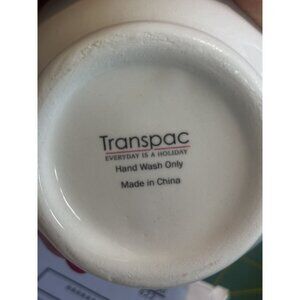 Transpac
EVERYDAY IS A HOLIDAY
Hand Wash Only
Made in China